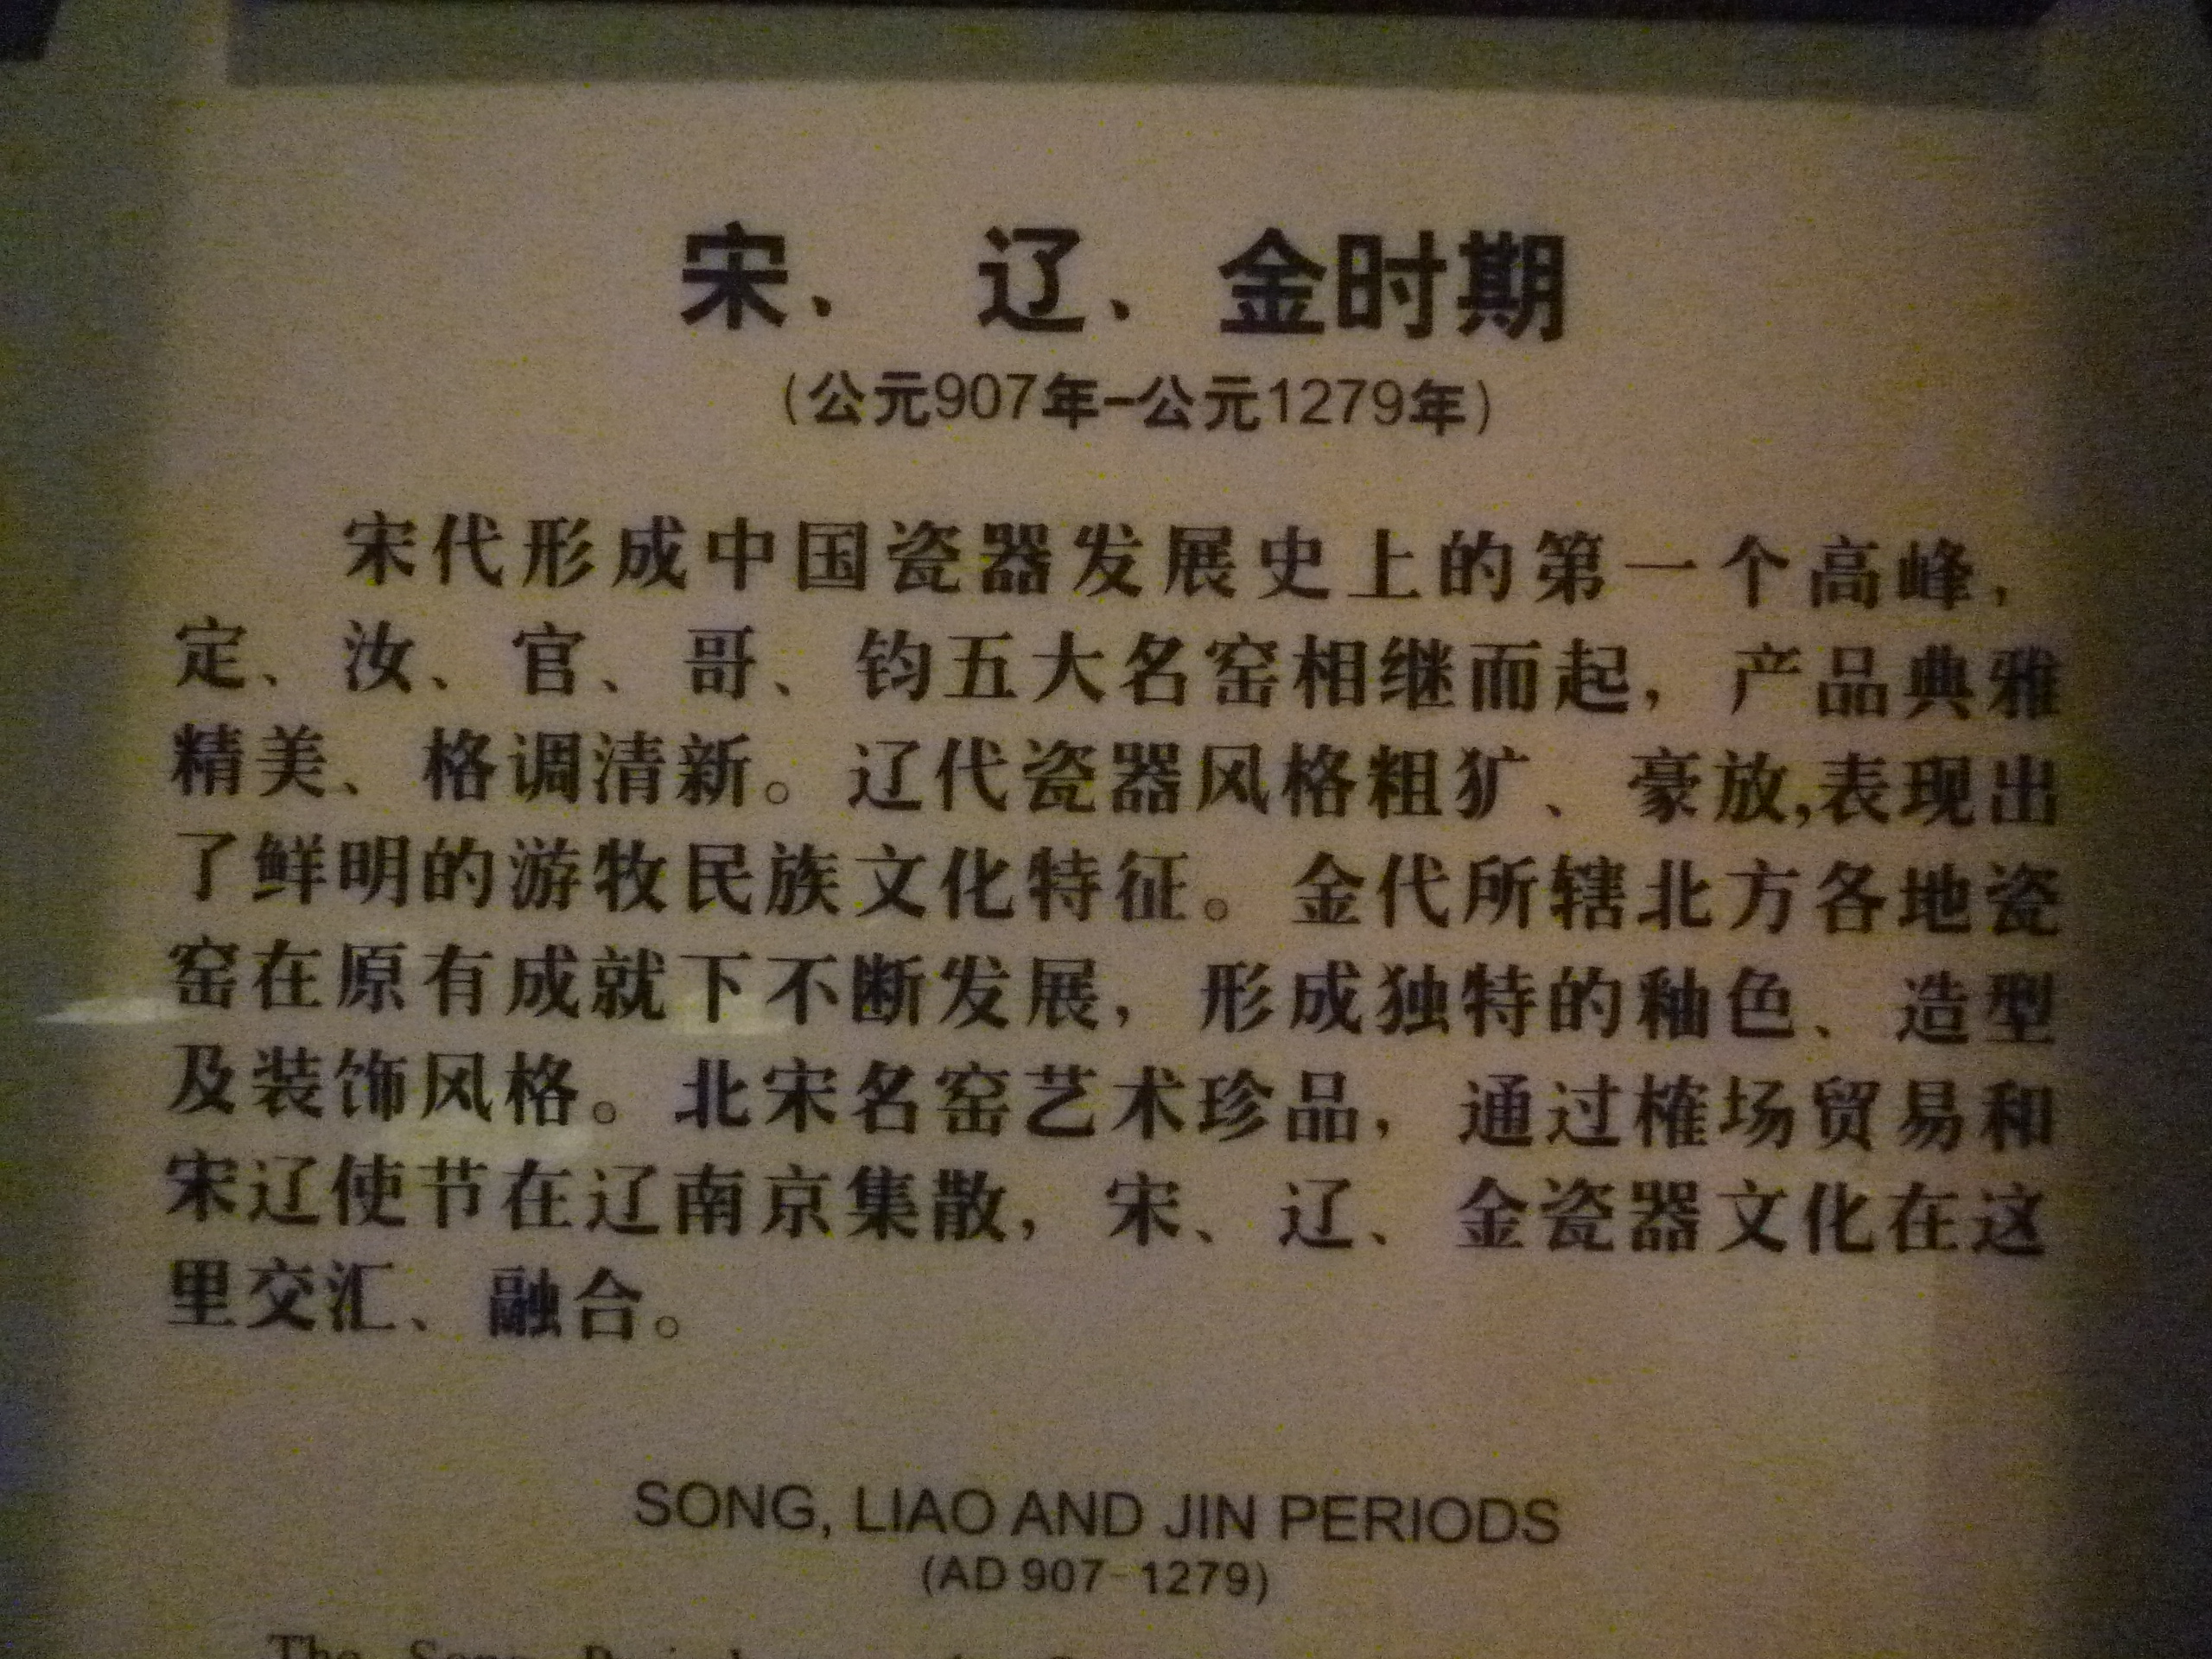 宋、辽、金时期
(公元907年-公元1279年)
宋代形成中国瓷器发展史上的第一个高峰,
定、汝、官、哥、钧五大名窑相继而起,产品典雅
精美、格调清新。辽代瓷器风格粗犷、豪放,表现出
了鲜明的游牧民族文化特征。金代所辖北方各地瓷
窑在原有成就下不断发展,形成独特的釉色、造型
及装饰风格。北宋名窑艺术珍品,通过榷场贸易和
宋辽使节在辽南京集散,宋、辽、金瓷器文化在这
里交汇、融合。
SONG, LIAO AND JIN PERIODS
(AD 907-1279)
The Song